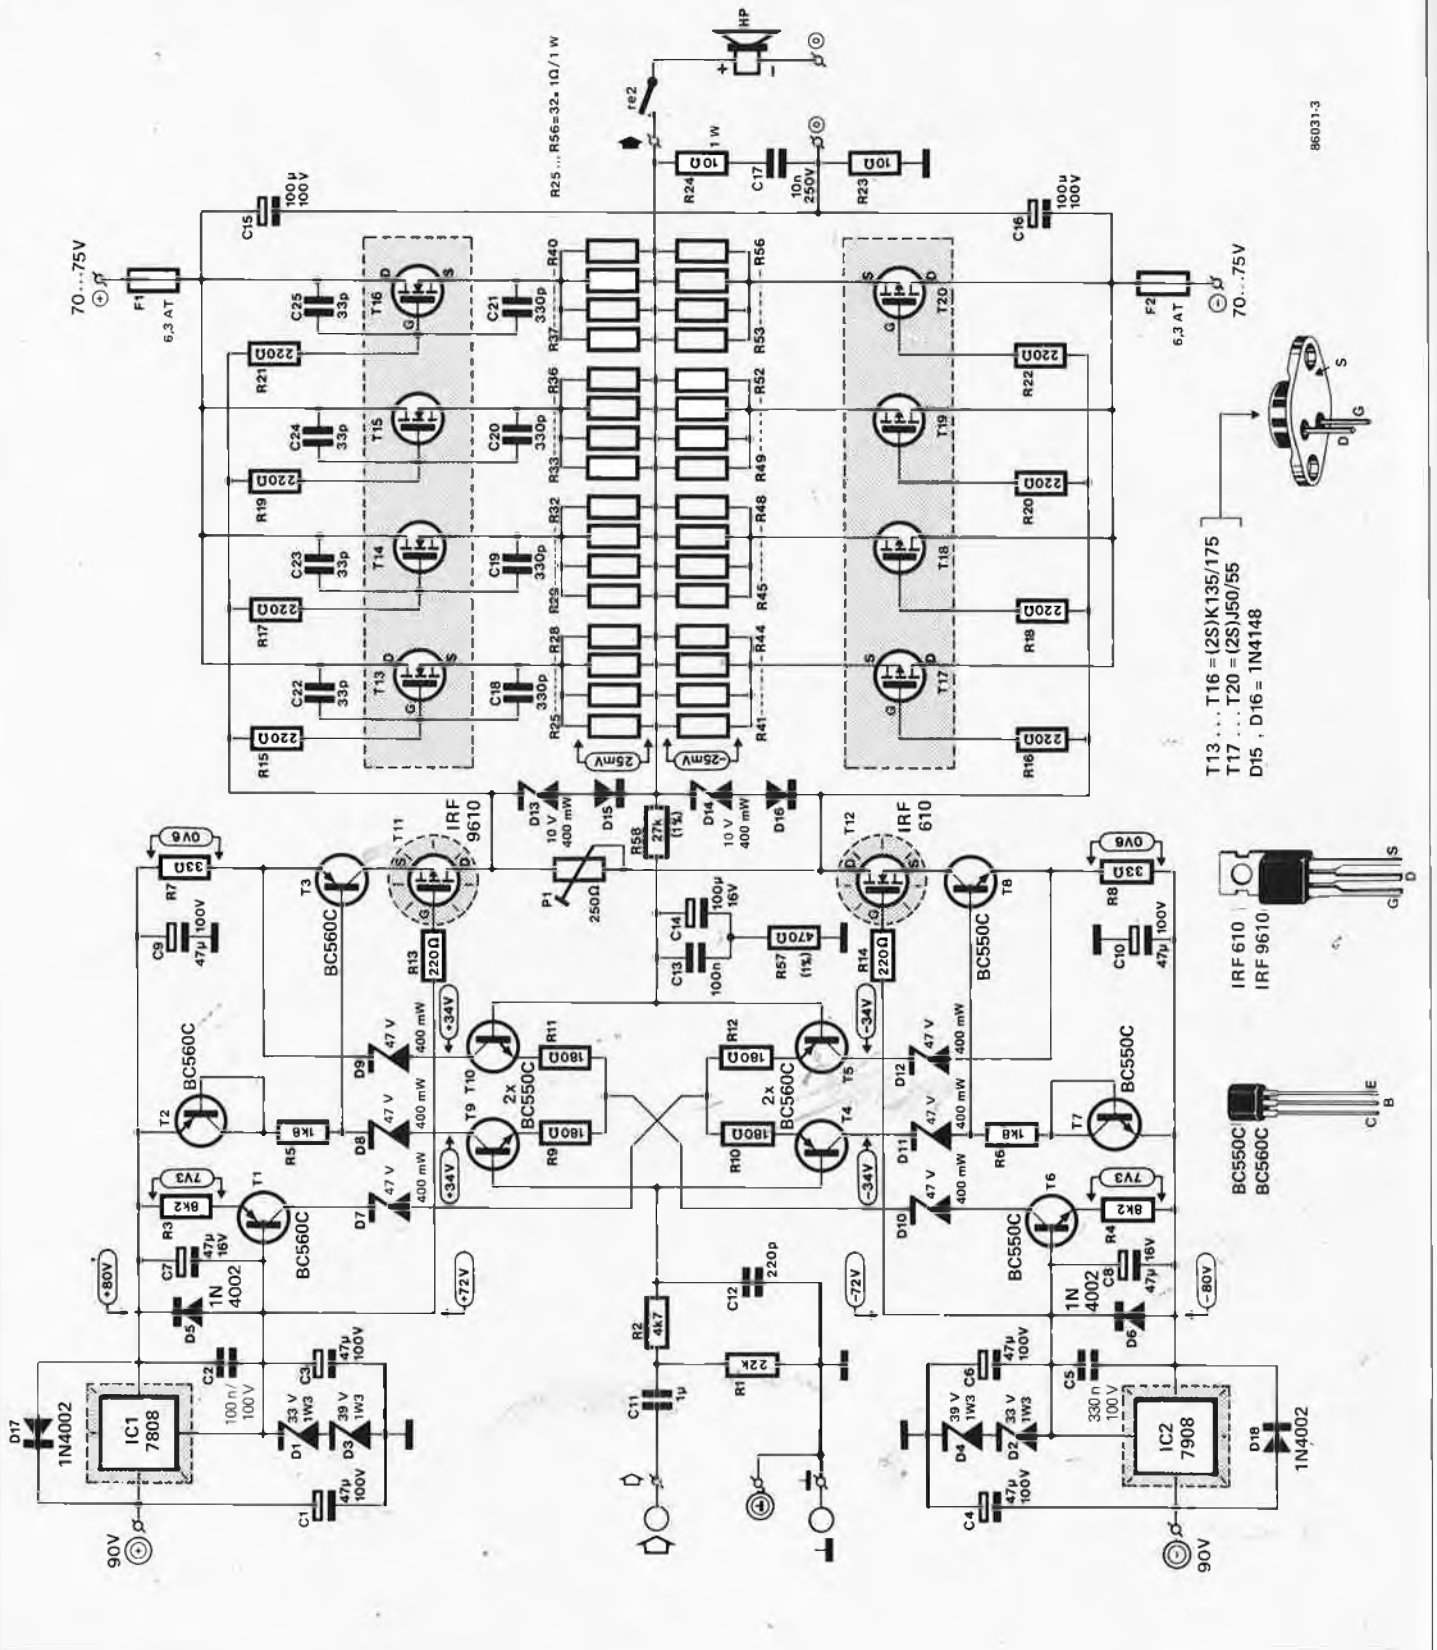 70...75V
F1
6,3 AT
C15
100 µ
100 V
R21
220Ω
C25
33p
D
T16
G
S
C21
330p
R37
R40
R19
220Ω
C24
33p
T15
C20
330p
R33
R36
R17
220Ω
C23
33p
T14
C19
330p
R29
R32
R15
220Ω
C22
33p
D
T13
G
S
C18
330p
R25
R28
25mV
-25mV
R25 ... R56=32= 1Ω/1 W
re2
HP
+
-
R24
10Ω
1 W
C17
10n
250V
R23
10Ω
R53
R56
R49
R52
R45
R48
R41
R44
S
G
T20
D
T19
T18
S
G
T17
D
R22
220Ω
R20
220Ω
R18
220Ω
R16
220Ω
C16
100µ
100V
F2
6,3 AT
70...75V
86031-3
90V
D17
1N4002
IC1
7808
C1
47µ
100V
D1
33 V
1W3
D3
39 V
1W3
C2
100 n/
100 V
C3
47µ
100V
D5
1N
4002
+80V
+72V
C7
47µ
16V
R3
8k2
7V3
T1
BC560C
T2
BC560C
R5
1k8
C9
47µ 100V
R7
33Ω
0V6
T3
BC560C
T11
S
G
D
IRF
9610
R13
220Ω
D7
47 V
400 mW
D8
47 V
400 mW
D9
47 V
400 mW
+34V
+34V
T9
T10
2x
BC550C
R9
180Ω
R11
180Ω
P1
250Ω
D13
10 V
400 mW
D15
R58
27k
(1%)
D14
10 V
400 mW
D16
C13
100n
C14
100µ
16V
R57
470Ω
(1%)
C11
1µ
R2
4k7
R1
22k
C12
220p
R10
180Ω
R12
180Ω
2x
BC560C
T4
T5
-34V
-34V
D10
47 V
400 mW
D11
47 V
400 mW
D12
47 V
400 mW
R14
220Ω
T12
D
G
S
IRF
610
T8
BC550C
R8
33Ω
0V6
C10
47µ 100V
R6
1k8
T7
BC550C
T6
BC550C
R4
8k2
7V3
C8
47µ
16V
-72V
-80V
1N
4002
D6
C6
47µ
100V
C5
330 n
100 V
D4
39 V
1W3
D2
33 V
1W3
C4
47µ
100V
IC2
7908
D18
1N4002
90V
BC550C
BC560C
C
B
E
IRF 610
IRF 9610
G
D
S
T13 ... T16 = (2S)K135/175
T17 ... T20 = (2S)J50/55
D15 , D16 = 1N4148
D
G
S